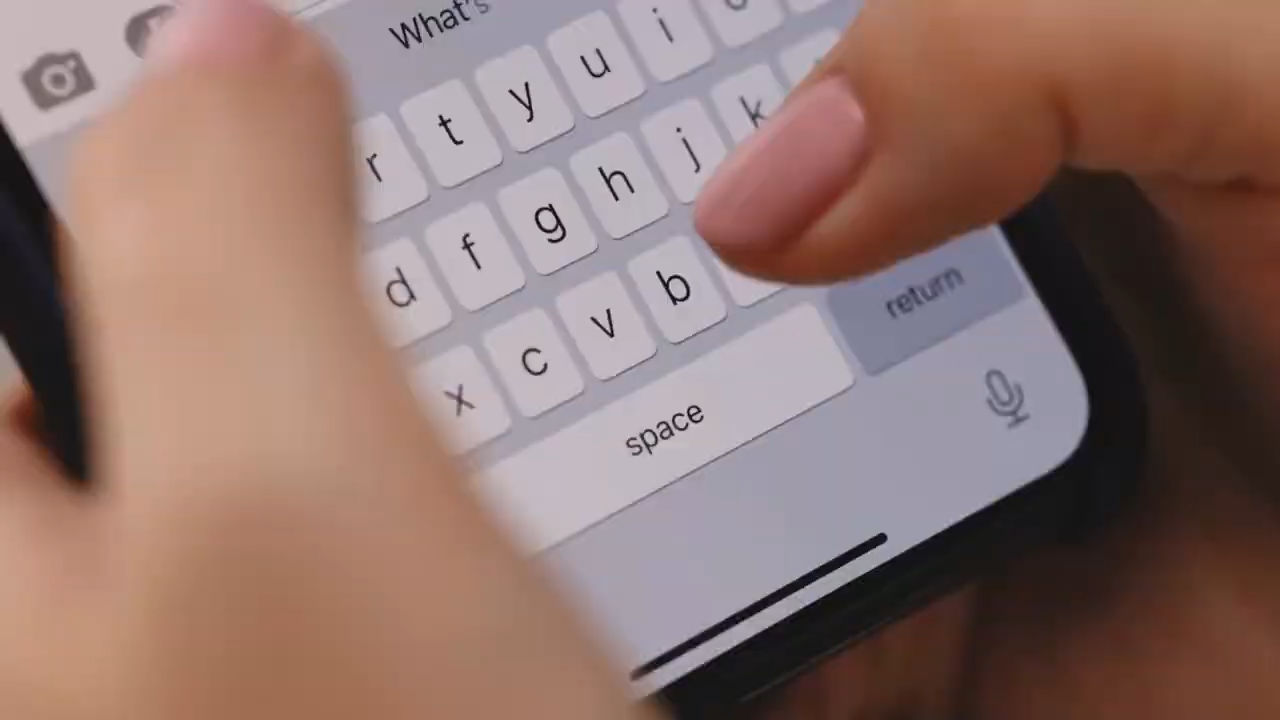 What's
r t y u i
d f g h j k
x c v b
space return